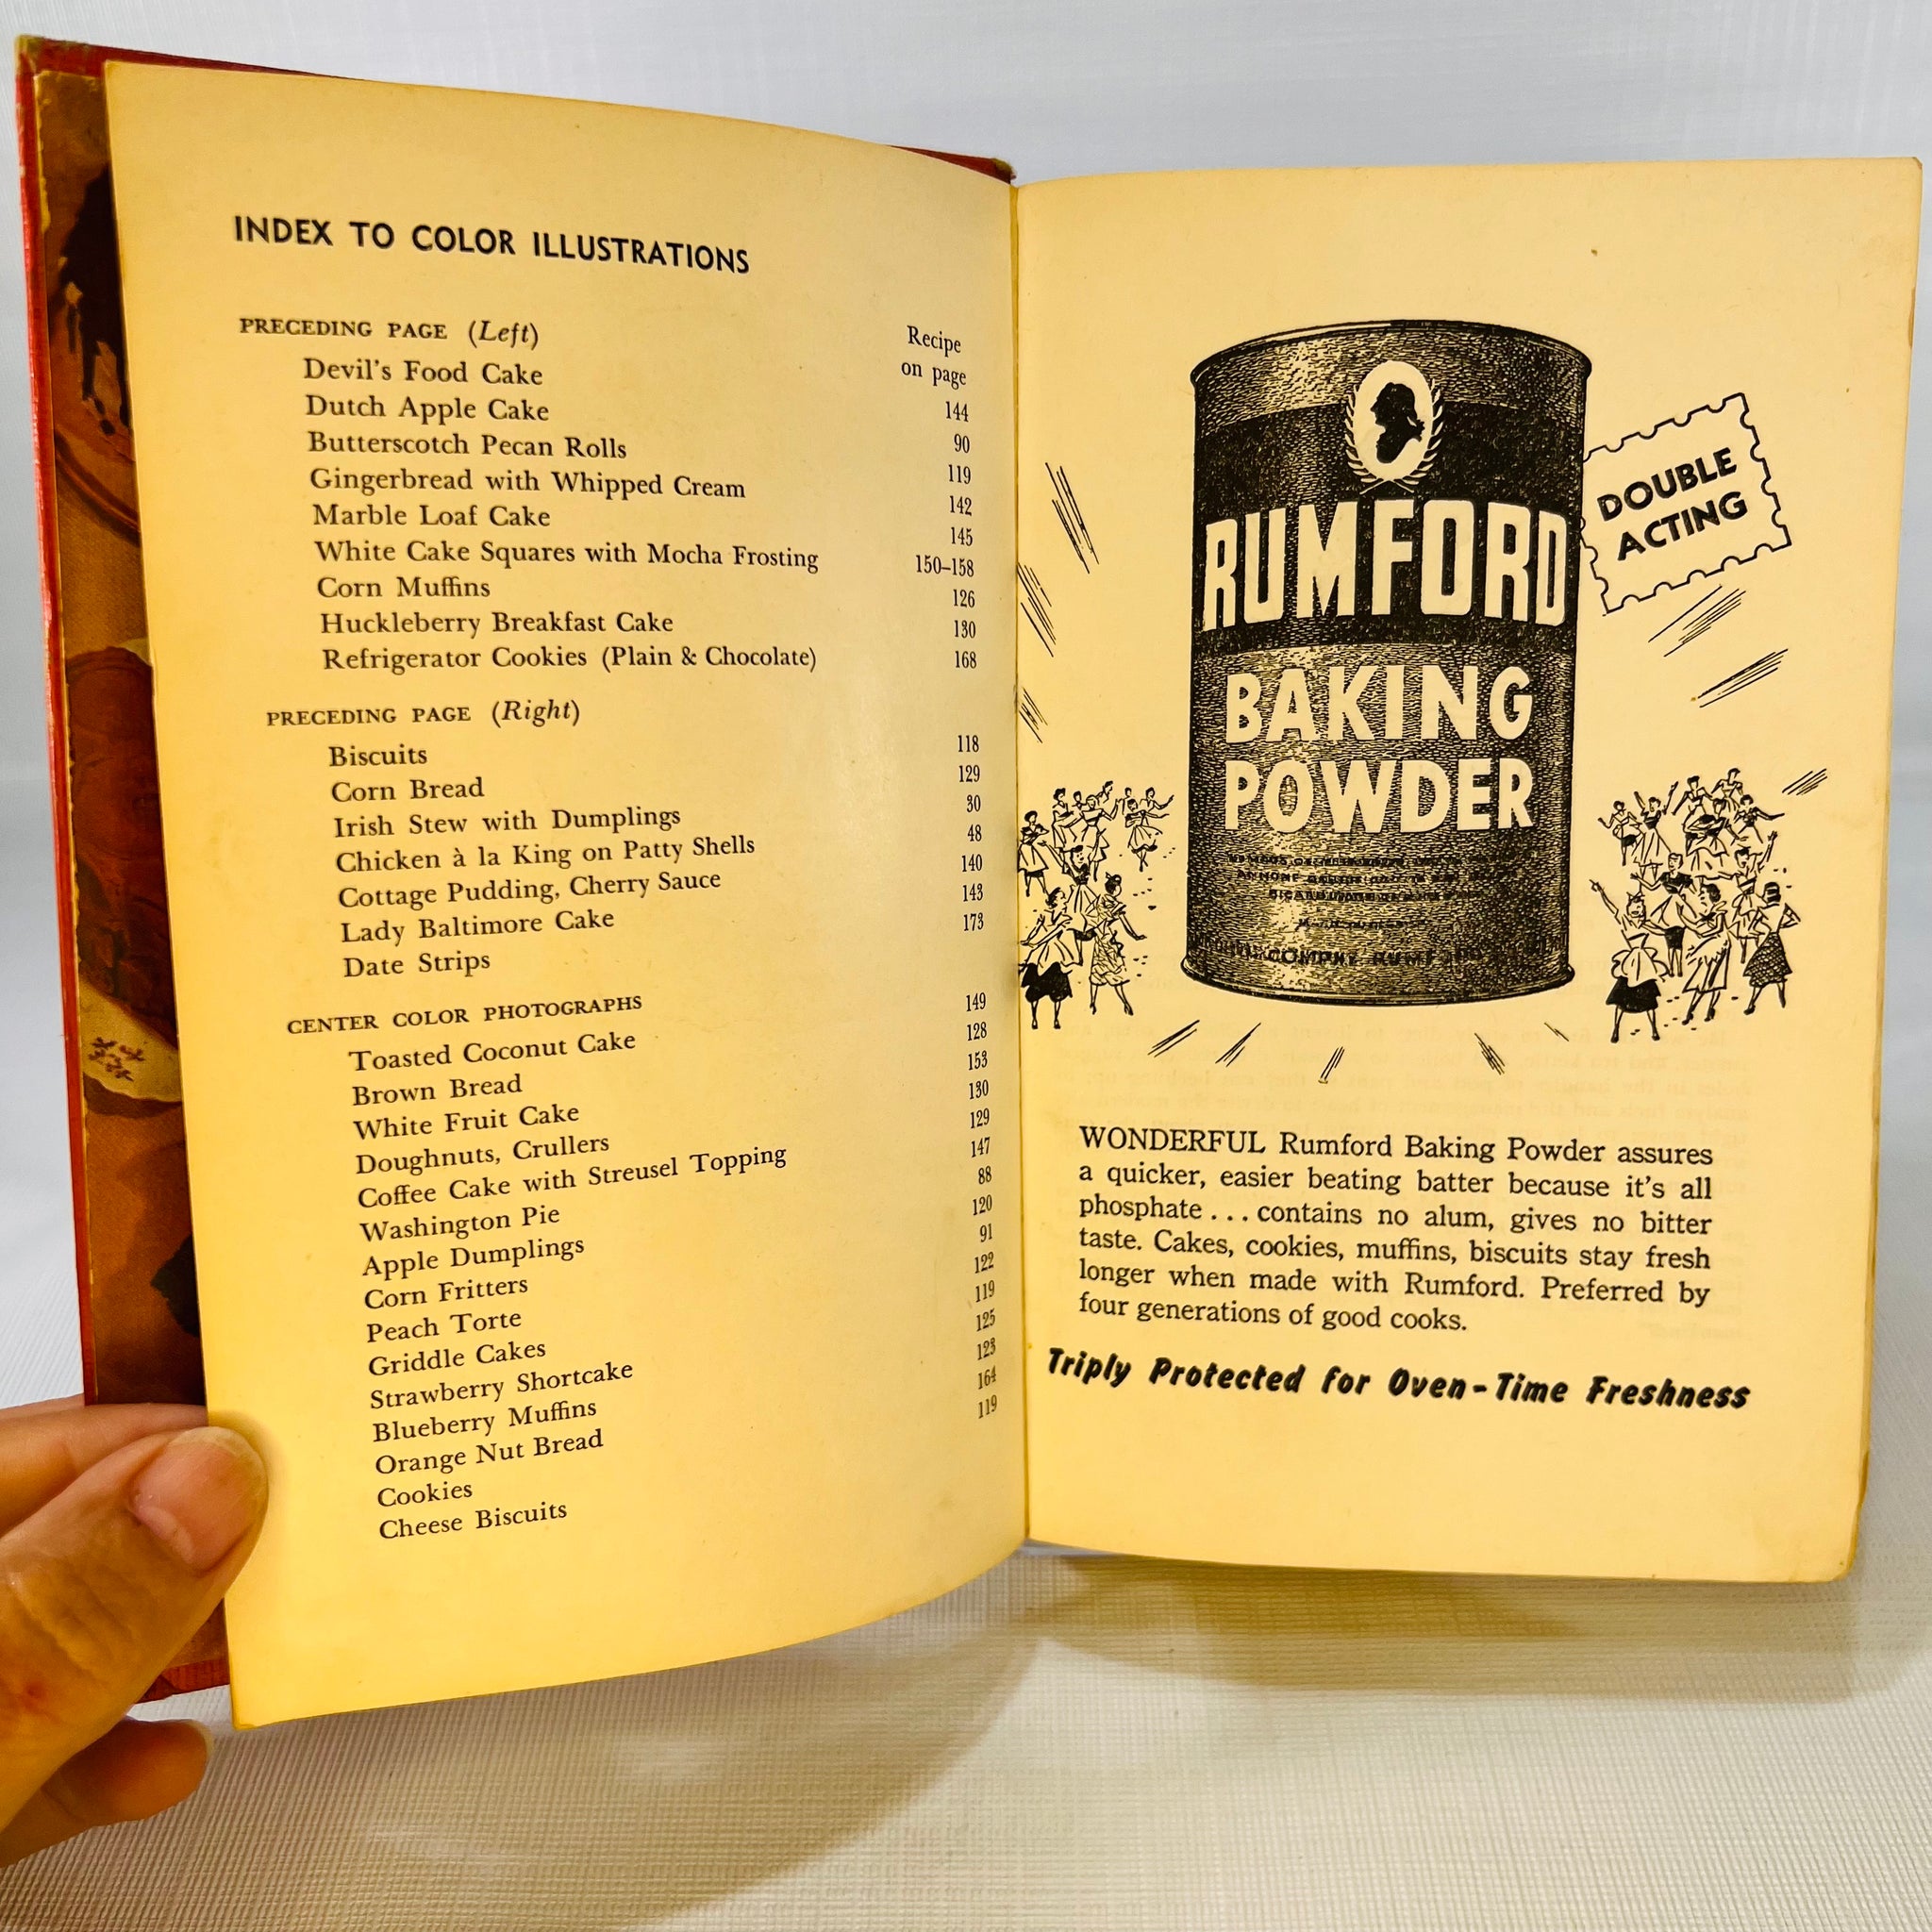 INDEX TO COLOR ILLUSTRATIONS
PRECEDING PAGE (Left) Recipe on page
Devil's Food Cake 144
Dutch Apple Cake 90
Butterscotch Pecan Rolls 119
Gingerbread with Whipped Cream 142
Marble Loaf Cake 145
White Cake Squares with Mocha Frosting 150–158
Corn Muffins 126
Huckleberry Breakfast Cake 130
Refrigerator Cookies (Plain & Chocolate) 168
PRECEDING PAGE (Right)
Biscuits 118
Corn Bread 129
Irish Stew with Dumplings 30
Chicken à la King on Patty Shells 48
Cottage Pudding, Cherry Sauce 140
Lady Baltimore Cake 143
Date Strips 173
CENTER COLOR PHOTOGRAPHS
Toasted Coconut Cake 149
Brown Bread 128
White Fruit Cake 153
Doughnuts, Crullers 130
Coffee Cake with Streusel Topping 129
Washington Pie 147
Apple Dumplings 88
Corn Fritters 120
Peach Torte 91
Griddle Cakes 122
Strawberry Shortcake 119
Blueberry Muffins 125
Orange Nut Bread 123
Cookies 164
Cheese Biscuits 119
RUMFORD
BAKING
POWDER
DOUBLE
ACTING
WONDERFUL Rumford Baking Powder assures
a quicker, easier beating batter because it's all
phosphate . . . contains no alum, gives no bitter
taste. Cakes, cookies, muffins, biscuits stay fresh
longer when made with Rumford. Preferred by
four generations of good cooks.
Triply Protected for Oven-Time Freshness